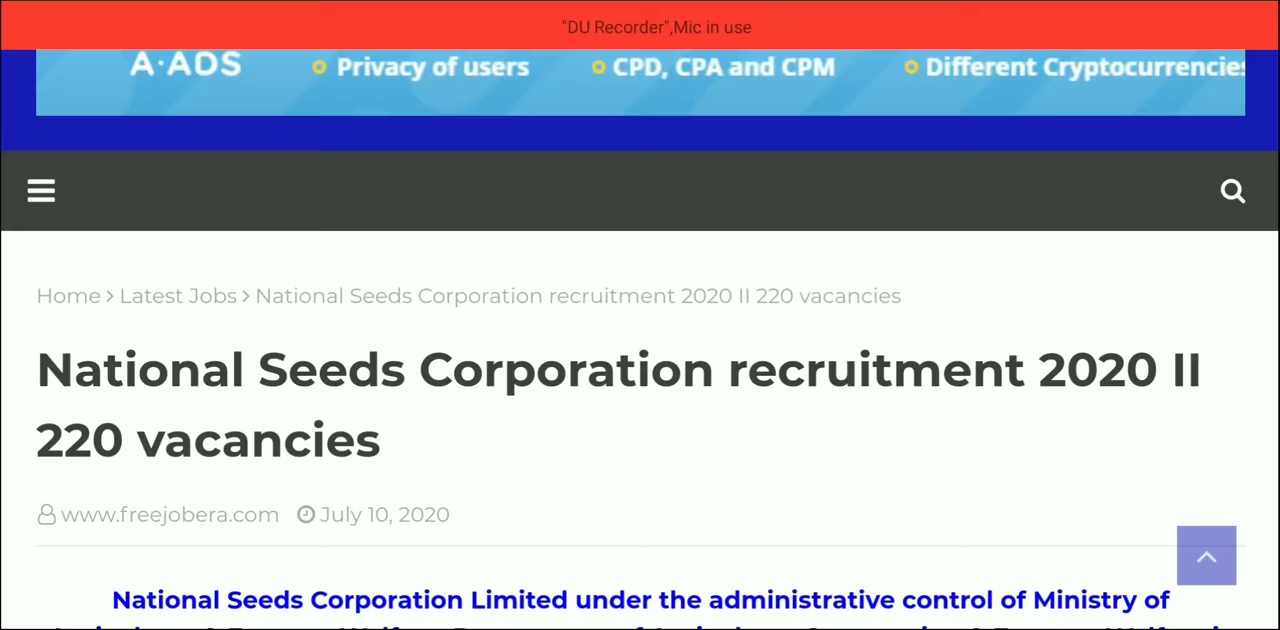 "DU Recorder",Mic in use
A·ADS Privacy of users CPD, CPA and CPM Different Cryptocurrencies
Home > Latest Jobs > National Seeds Corporation recruitment 2020 II 220 vacancies
National Seeds Corporation recruitment 2020 II
220 vacancies
www.freejobera.com July 10, 2020
National Seeds Corporation Limited under the administrative control of Ministry of